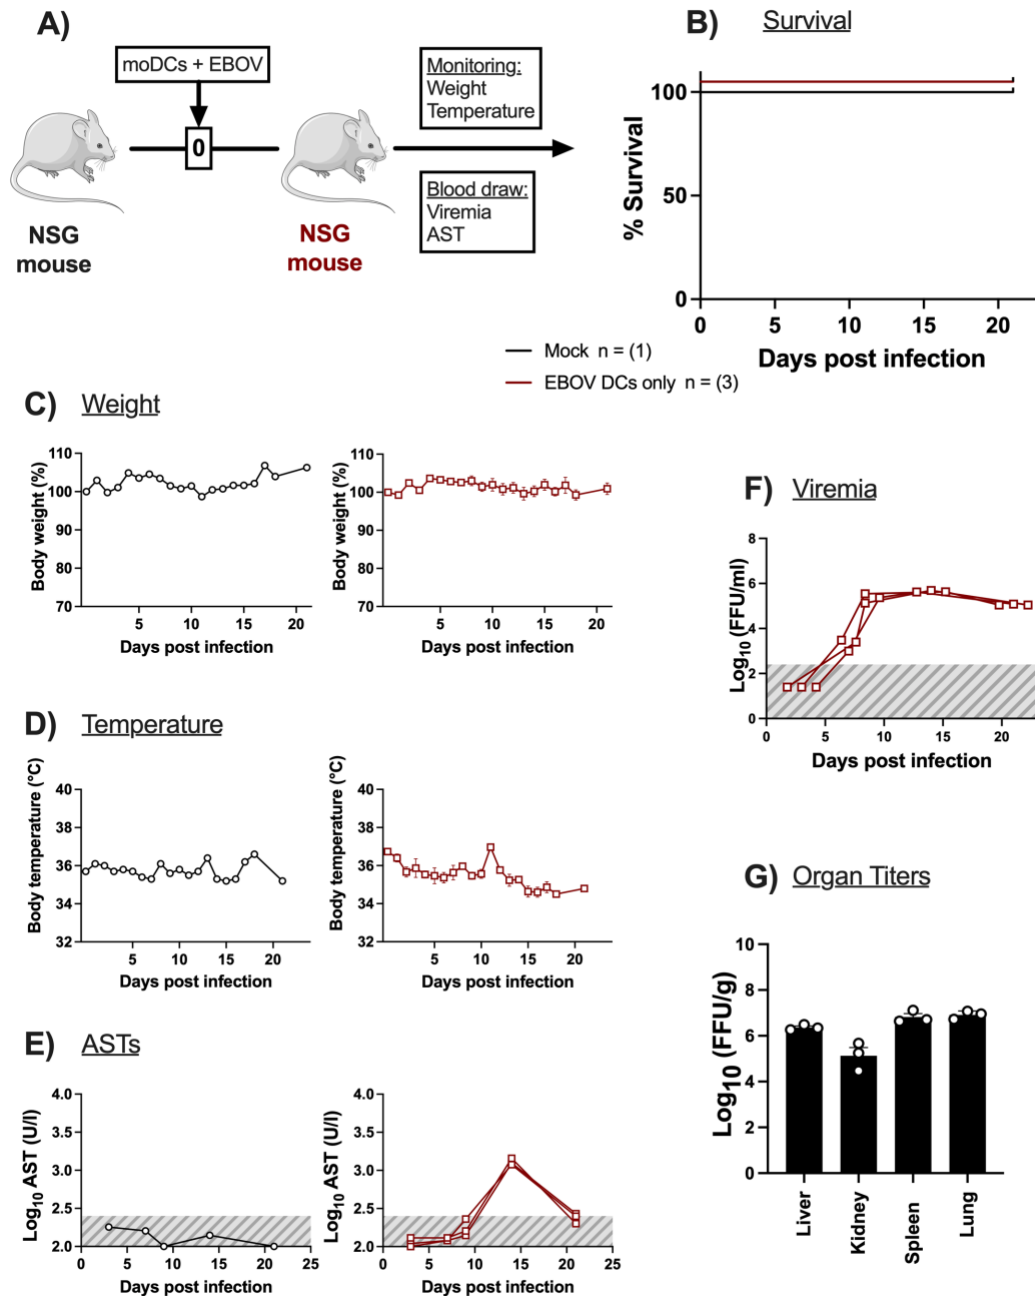 A)
moDCs + EBOV
0
NSG
mouse
NSG
mouse
Monitoring:
Weight
Temperature
Blood draw:
Viremia
AST
B) Survival
% Survival
100
50
0
0 5 10 15 20
Days post infection
Mock n = (1)
EBOV DCs only n = (3)
C) Weight
Body weight (%)
110
100
90
80
70
5 10 15 20
Days post infection
Body weight (%)
110
100
90
80
70
5 10 15 20
Days post infection
D) Temperature
Body temperature (°C)
40
38
36
34
32
5 10 15 20
Days post infection
Body temperature (°C)
40
38
36
34
32
5 10 15 20
Days post infection
E) ASTs
Log10 AST (U/l)
4.0
3.5
3.0
2.5
2.0
0 5 10 15 20 25
Days post infection
Log10 AST (U/l)
4.0
3.5
3.0
2.5
2.0
0 5 10 15 20 25
Days post infection
F) Viremia
Log10 (FFU/ml)
8
6
4
2
0
0 5 10 15 20
Days post infection
G) Organ Titers
Log10 (FFU/g)
10
8
6
4
2
0
Liver
Kidney
Spleen
Lung